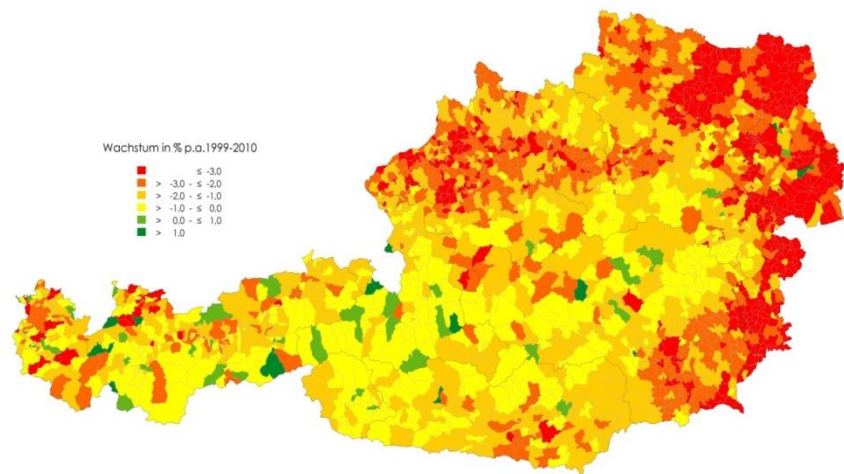 Wachstum in % p.a.1999-2010
≤ -3,0
> -3,0 - ≤ -2,0
> -2,0 - ≤ -1,0
> -1,0 - ≤ 0,0
> 0,0 - ≤ 1,0
> 1,0